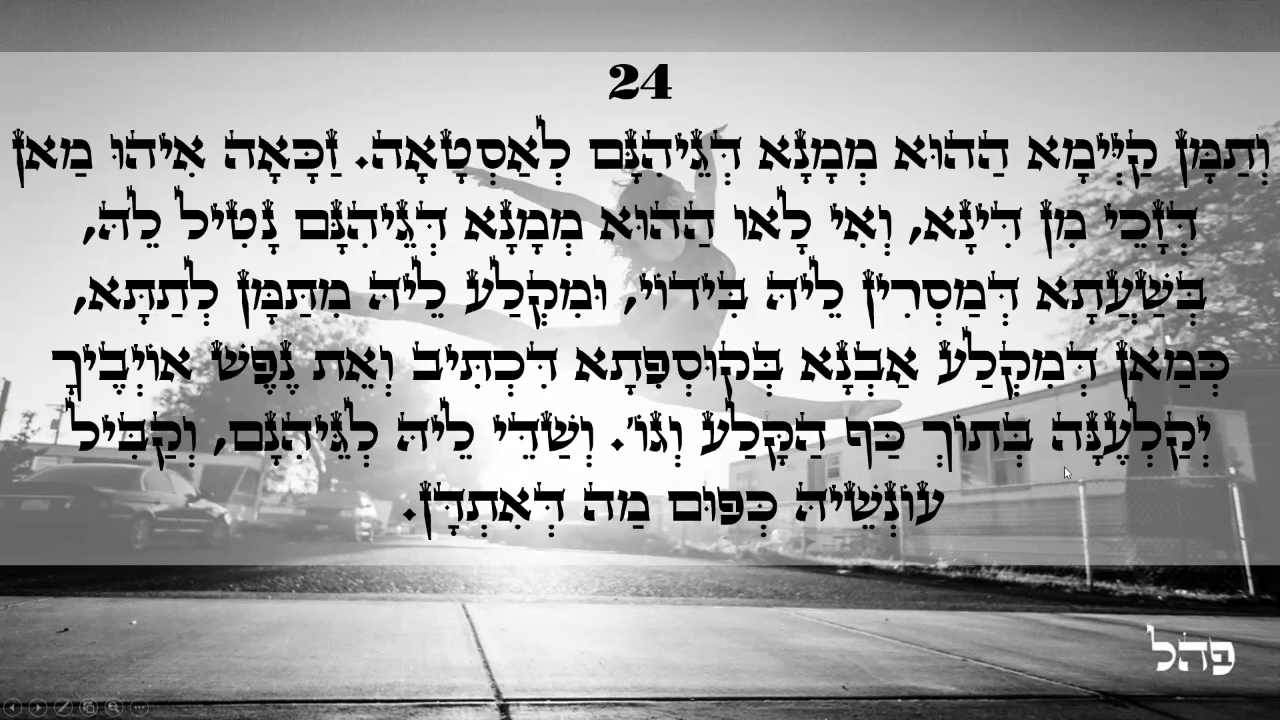 24
וְתַמָּן קַיְּימָא הַהוּא מְמָנָא דְּגֵיהִנָּם לְאַסְטָאָה. זַכָּאָה אִיהוּ מַאן
דְּזָכֵי מִן דִּינָא, וְאִי לָאו הַהוּא מְמָנָא דְּגֵיהִנָּם נָטִיל לֵהּ,
בְּשַׁעֲתָא דְּמַסְרִין לֵיהּ בִּידוֹי, וּמִקְלַע לֵיהּ מִתַּמָּן לְתַתָּא,
כְּמַאן דְּמִקְלַע אַבְנָא בְּקוּסְפִּתָא דִּכְתִּיב וְאֵת נֶפֶשׁ אוֹיְבֶיךָ
יְקַלְּעֶנָּה בְּתוֹךְ כַּף הַקָּלַע וְגוֹ'. וְשַׁדֵּי לֵיהּ לְגֵּיהִנָּם, וְקַבִּיל
עוֹנְשֵׁיהּ כְּפוּם מַה דְּאִתְדָּן.
פהל